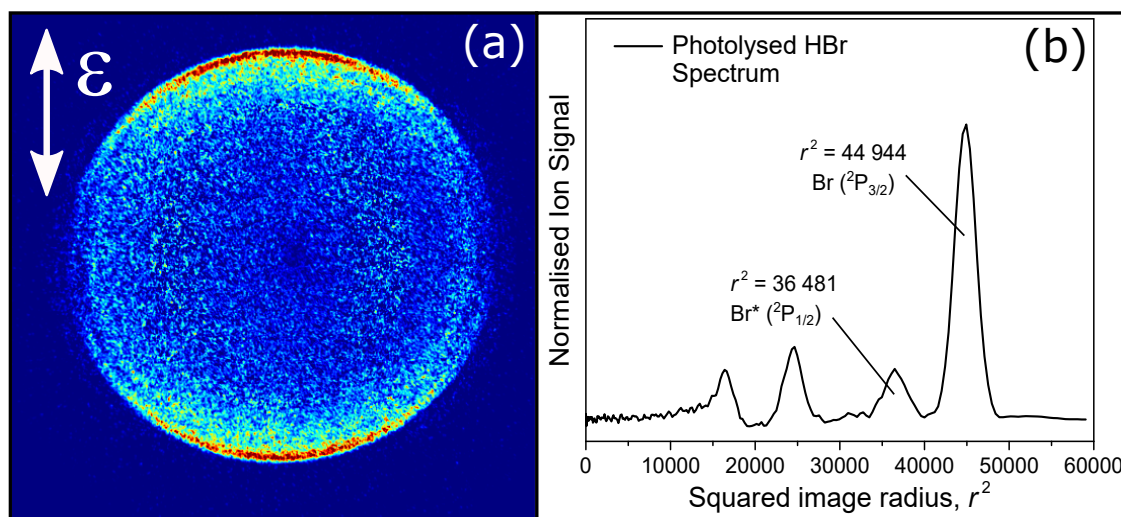 (a)
ε
(b)
Photolysed HBr
Spectrum
r² = 44 944
Br (²P₃/₂)
r² = 36 481
Br* (²P₁/₂)
Normalised Ion Signal
0 10000 20000 30000 40000 50000 60000
Squared image radius, r²